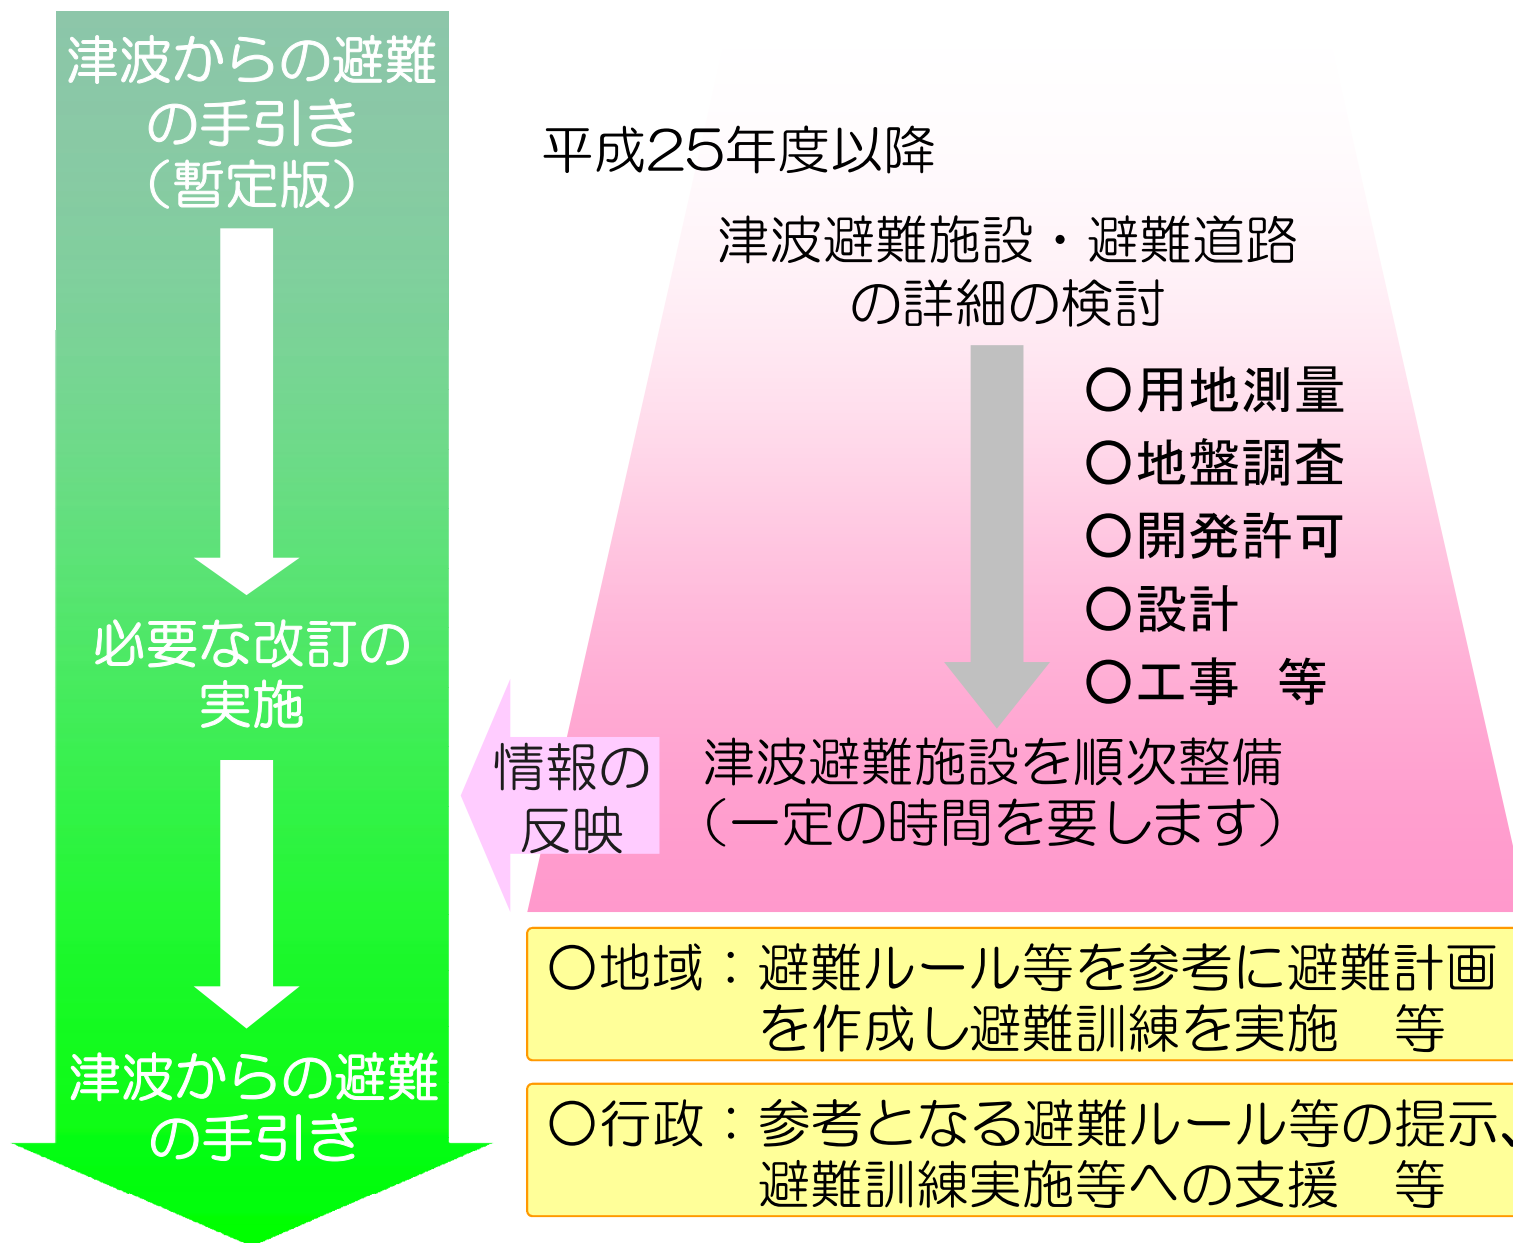 津波からの避難
の手引き
（暫定版）
必要な改訂の
実施
津波からの避難
の手引き
平成25年度以降
津波避難施設・避難道路
の詳細の検討
〇用地測量
〇地盤調査
〇開発許可
〇設計
〇工事　等
津波避難施設を順次整備
（一定の時間を要します）
情報の
反映
〇地域：避難ルール等を参考に避難計画
を作成し避難訓練を実施　等
〇行政：参考となる避難ルール等の提示、
避難訓練実施等への支援　等